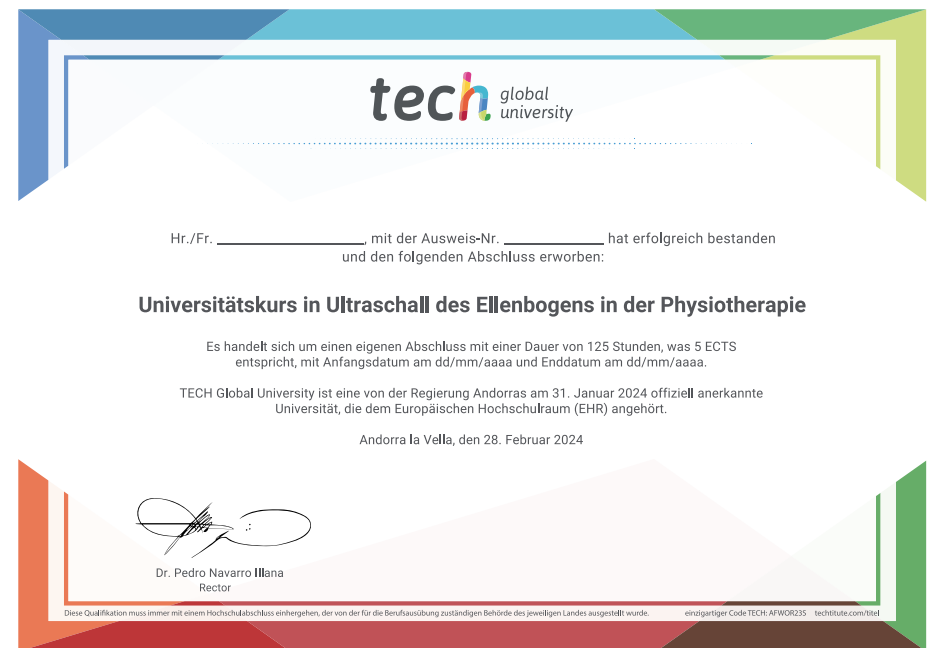 tech global
university
Hr./Fr. ____________________, mit der Ausweis-Nr. ______________ hat erfolgreich bestanden
und den folgenden Abschluss erworben:
Universitätskurs in Ultraschall des Ellenbogens in der Physiotherapie
Es handelt sich um einen eigenen Abschluss mit einer Dauer von 125 Stunden, was 5 ECTS
entspricht, mit Anfangsdatum am dd/mm/aaaa und Enddatum am dd/mm/aaaa.
TECH Global University ist eine von der Regierung Andorras am 31. Januar 2024 offiziell anerkannte
Universität, die dem Europäischen Hochschulraum (EHR) angehört.
Andorra la Vella, den 28. Februar 2024
Dr. Pedro Navarro Illana
Rector
Diese Qualifikation muss immer mit einem Hochschulabschluss einhergehen, der von der für die Berufsausübung zuständigen Behörde des jeweiligen Landes ausgestellt wurde. einzigartiger Code TECH: AFWOR235 techtitute.com/titel